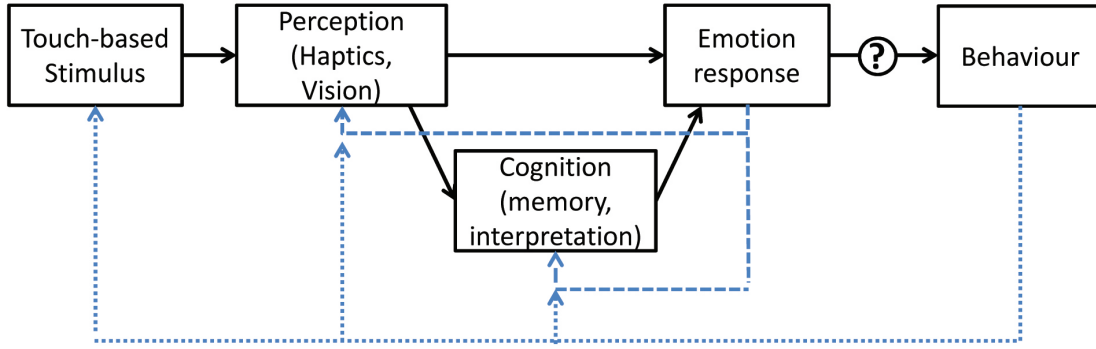 Touch-based
Stimulus
Perception
(Haptics,
Vision)
Emotion
response
?
Behaviour
Cognition
(memory,
interpretation)